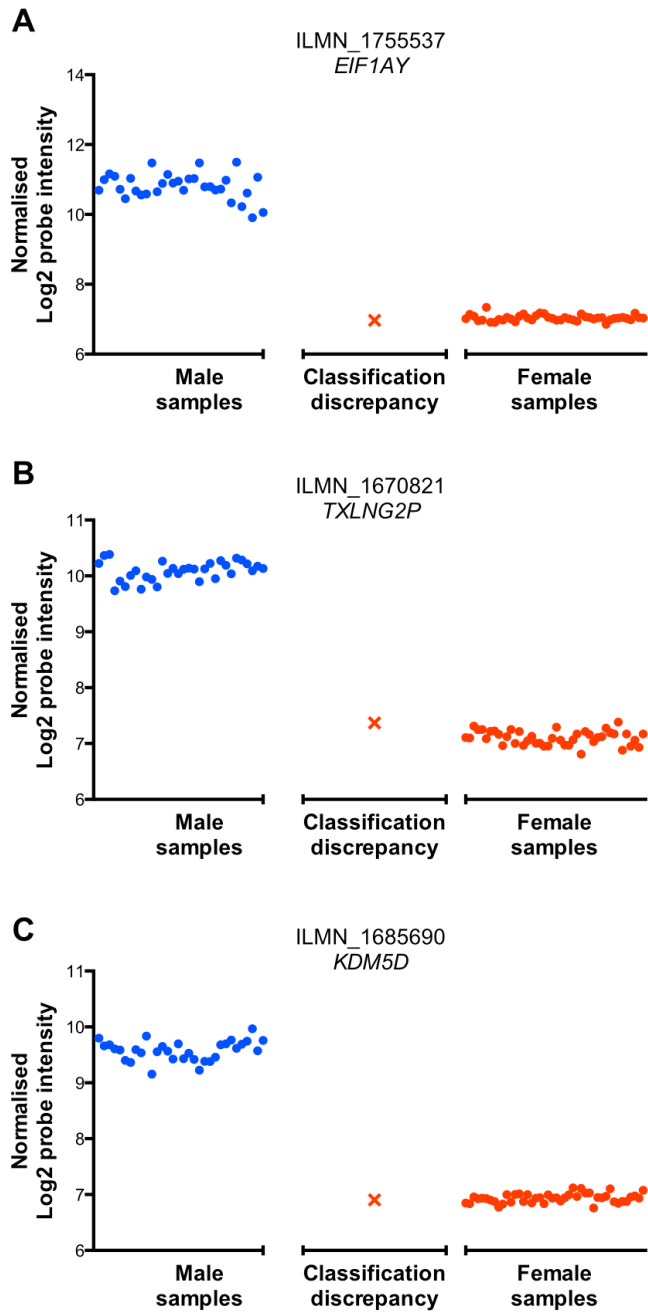 A
ILMN_1755537
EIF1AY
Normalised
Log2 probe intensity
14
12
10
8
6
Male
samples
Classification
discrepancy
Female
samples
B
ILMN_1670821
TXLNG2P
Normalised
Log2 probe intensity
11
10
9
8
7
6
Male
samples
Classification
discrepancy
Female
samples
C
ILMN_1685690
KDM5D
Normalised
Log2 probe intensity
11
10
9
8
7
6
Male
samples
Classification
discrepancy
Female
samples